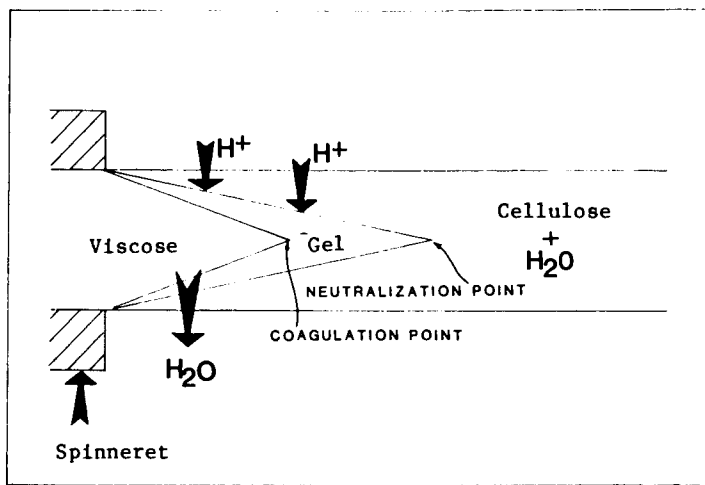 H+
H+
Cellulose
+
H2O
Viscose
Gel
NEUTRALIZATION POINT
COAGULATION POINT
H2O
Spinneret